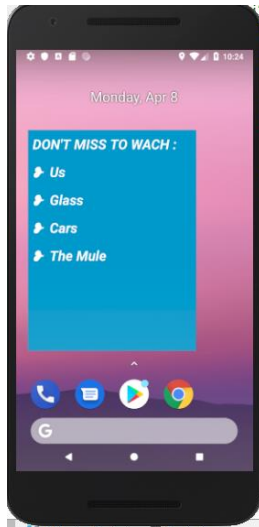 10:24
Monday, Apr 8
DON'T MISS TO WACH :
Us
Glass
Cars
The Mule
G